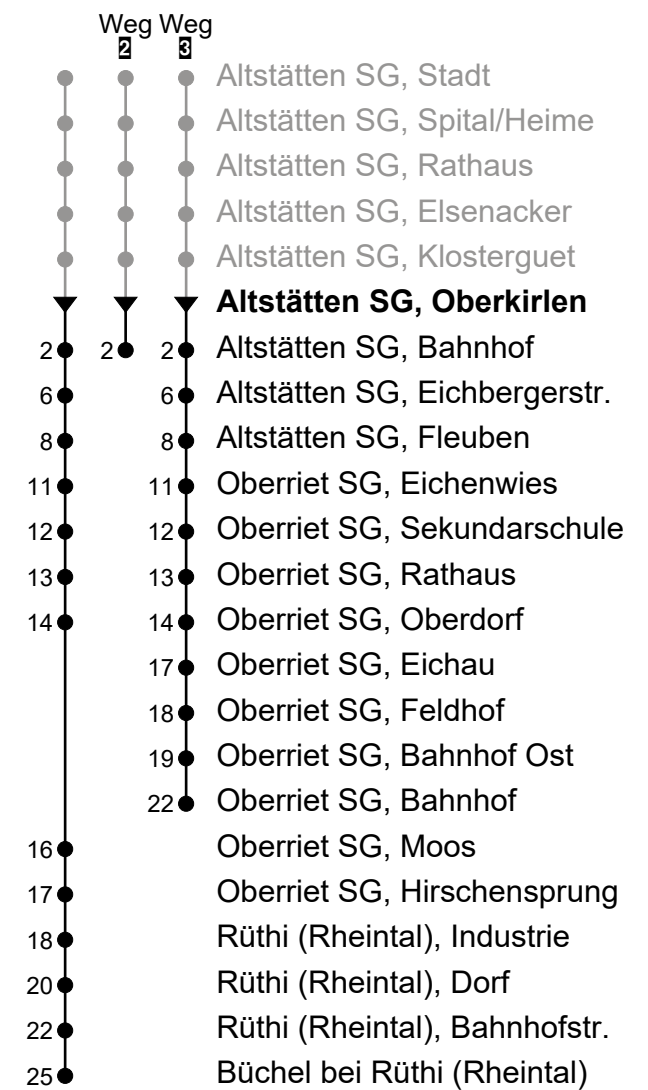 Weg Weg
2 3
Altstätten SG, Stadt
Altstätten SG, Spital/Heime
Altstätten SG, Rathaus
Altstätten SG, Elsenacker
Altstätten SG, Klosterguet
Altstätten SG, Oberkirlen
2 2 2 Altstätten SG, Bahnhof
6 6 Altstätten SG, Eichbergerstr.
8 8 Altstätten SG, Fleuben
11 11 Oberriet SG, Eichenwies
12 12 Oberriet SG, Sekundarschule
13 13 Oberriet SG, Rathaus
14 14 Oberriet SG, Oberdorf
17 Oberriet SG, Eichau
18 Oberriet SG, Feldhof
19 Oberriet SG, Bahnhof Ost
22 Oberriet SG, Bahnhof
16 Oberriet SG, Moos
17 Oberriet SG, Hirschensprung
18 Rüthi (Rheintal), Industrie
20 Rüthi (Rheintal), Dorf
22 Rüthi (Rheintal), Bahnhofstr.
25 Büchel bei Rüthi (Rheintal)